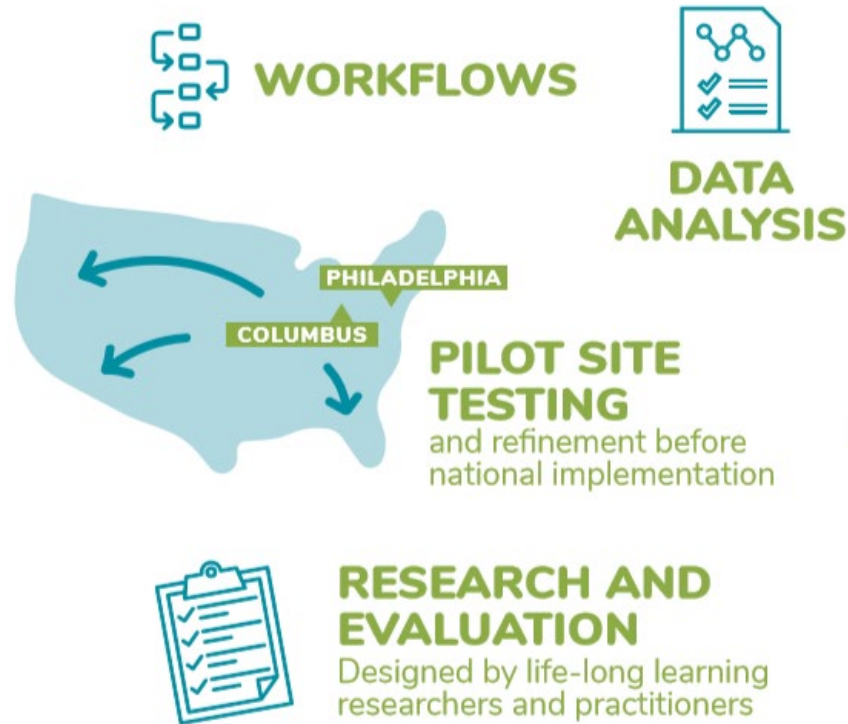 WORKFLOWS
DATA
ANALYSIS
PHILADELPHIA
COLUMBUS
PILOT SITE
TESTING
and refinement before
national implementation
RESEARCH AND
EVALUATION
Designed by life-long learning
researchers and practitioners